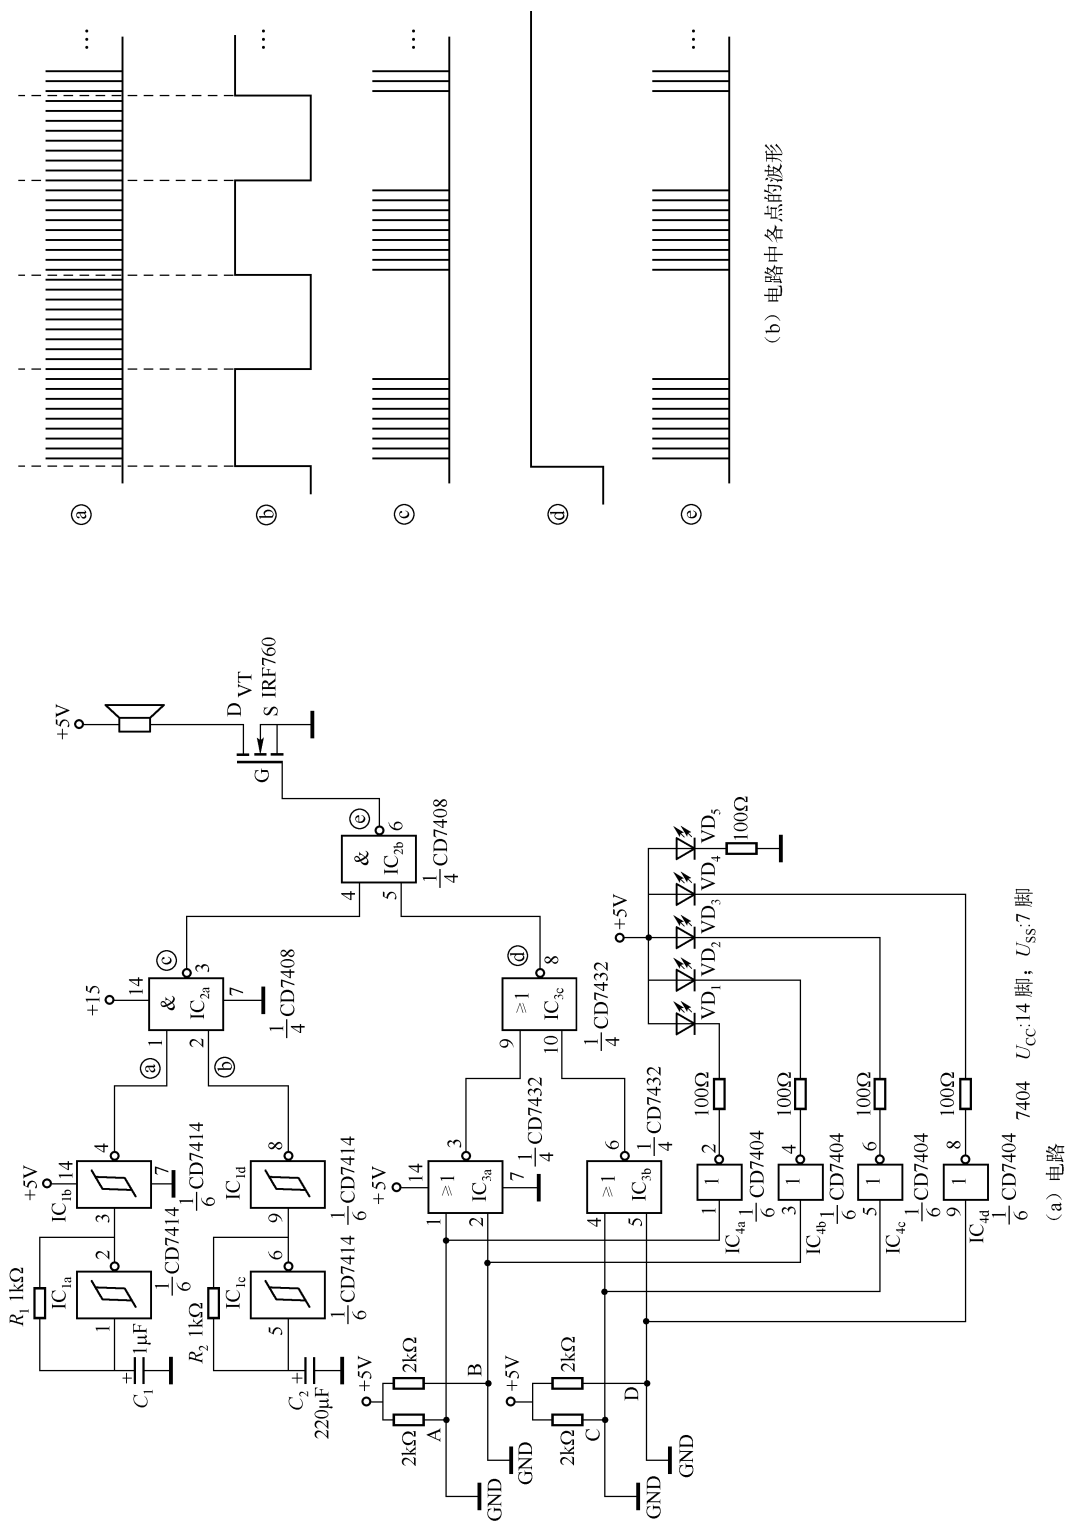 R₁ 1kΩ
C₁
1μF
1
IC₁ₐ
2
1/6 CD7414
+5V
IC₁b
14
3
4
7
1/6 CD7414
R₂ 1kΩ
C₂
220μF
5
IC₁c
6
1/6 CD7414
9
IC₁d
8
1/6 CD7414
ⓐ
ⓑ
+15
14
1
2
&
IC₂ₐ
3
7
1/4 CD7408
ⓒ
4
5
&
IC₂b
6
1/4 CD7408
ⓔ
+5V
D
VT
G
S
IRF760
+5V
2kΩ
2kΩ
A
B
GND
GND
+5V
14
1
2
≥1
IC₃ₐ
3
7
1/4 CD7432
+5V
2kΩ
2kΩ
C
D
GND
GND
4
5
≥1
IC₃b
6
1/4 CD7432
9
10
≥1
IC₃c
8
1/4 CD7432
ⓓ
1
1
2
IC₄ₐ
1/6 CD7404
100Ω
3
1
4
IC₄b
1/6 CD7404
100Ω
5
1
6
IC₄c
1/6 CD7404
100Ω
9
1
8
IC₄d
1/6 CD7404
100Ω
+5V
VD₁
VD₂
VD₃
VD₄
VD₅
100Ω
7404 U_CC:14 脚；U_SS:7 脚
（a）电路
ⓐ
…
ⓑ
…
ⓒ
…
ⓓ
ⓔ
…
（b）电路中各点的波形